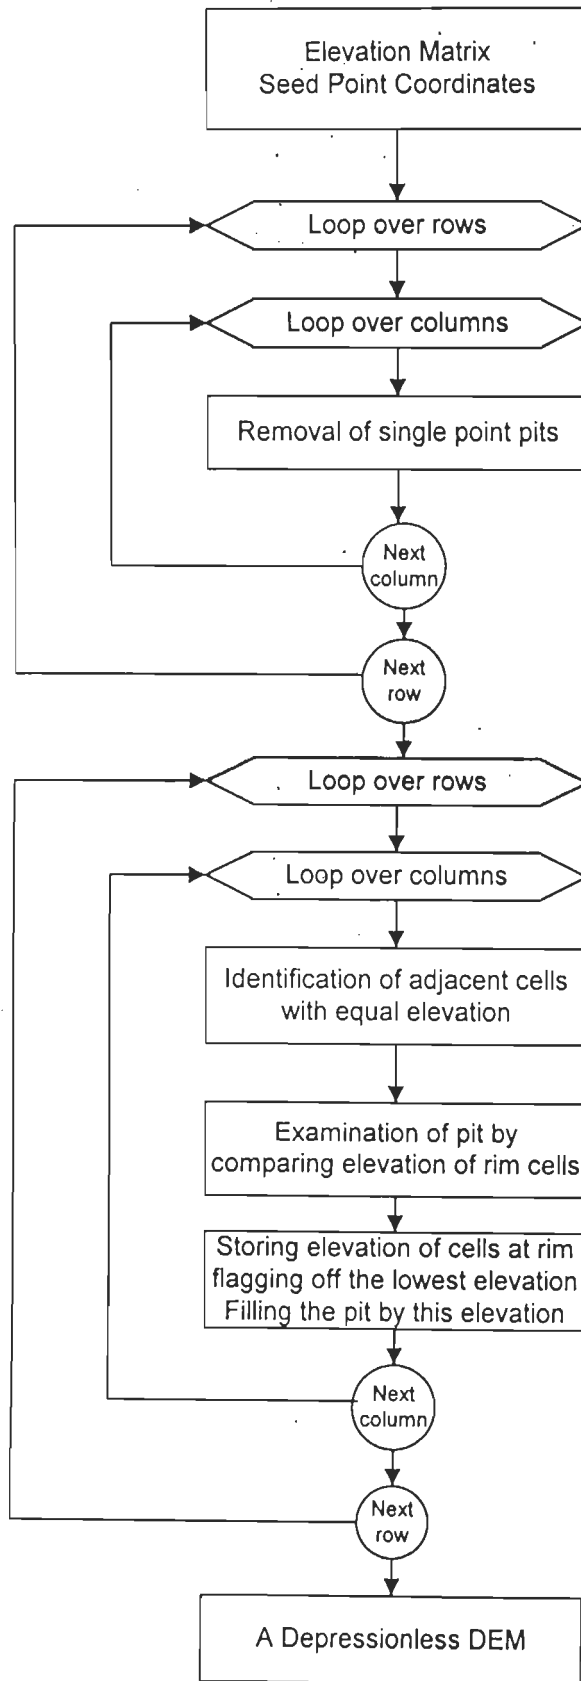 Elevation Matrix
Seed Point Coordinates
Loop over rows
Loop over columns
Removal of single point pits
Next
column
Next
row
Loop over rows
Loop over columns
Identification of adjacent cells
with equal elevation
Examination of pit by
comparing elevation of rim cells
Storing elevation of cells at rim
flagging off the lowest elevation
Filling the pit by this elevation
Next
column
Next
row
A Depressionless DEM